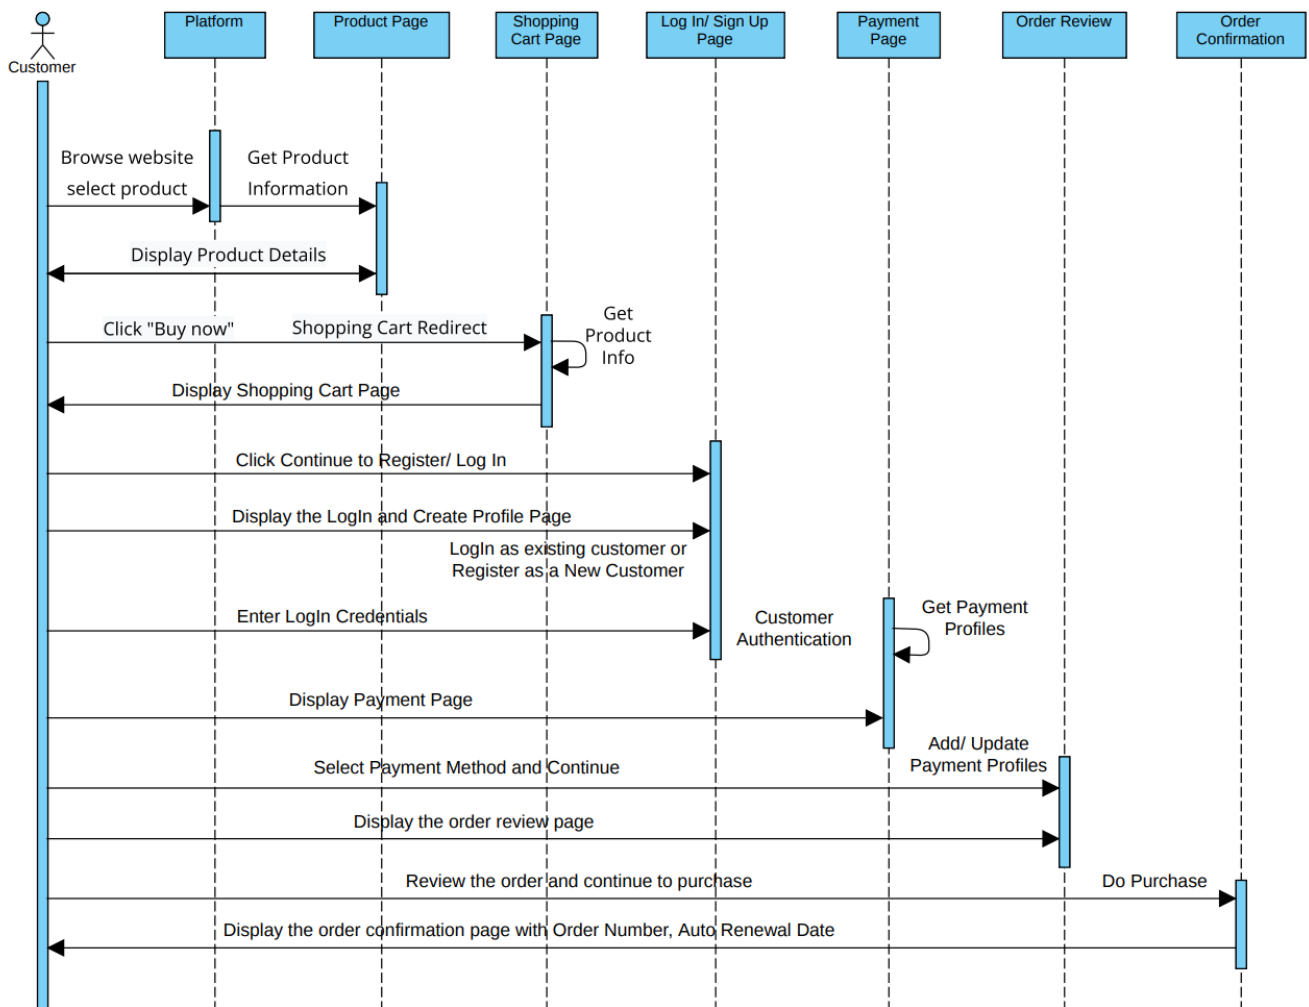 Platform
Product Page
Shopping
Cart Page
Log In/ Sign Up
Page
Payment
Page
Order Review
Order
Confirmation
Customer
Browse website
select product
Get Product
Information
Display Product Details
Click "Buy now"
Shopping Cart Redirect
Get
Product
Info
Display Shopping Cart Page
Click Continue to Register/ Log In
Display the LogIn and Create Profile Page
LogIn as existing customer or
Register as a New Customer
Enter LogIn Credentials
Customer
Authentication
Get Payment
Profiles
Display Payment Page
Add/ Update
Payment Profiles
Select Payment Method and Continue
Display the order review page
Review the order and continue to purchase
Do Purchase
Display the order confirmation page with Order Number, Auto Renewal Date